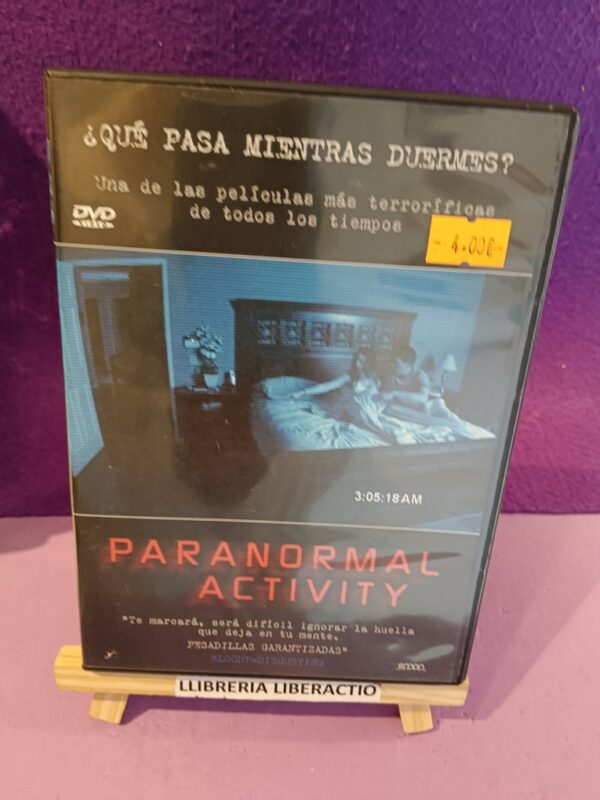 ¿QUÉ PASA MIENTRAS DUERMES?
Una de las películas más terroríficas
de todos los tiempos
DVD
VIDEO
4.00€
3:05:18AM
PARANORMAL
ACTIVITY
"Te marcará, será difícil ignorar la huella
que deja en tu mente.
PESADILLAS GARANTIZADAS"
BLOODY-DISGUSTING
LLIBRERIA LIBERACTIO